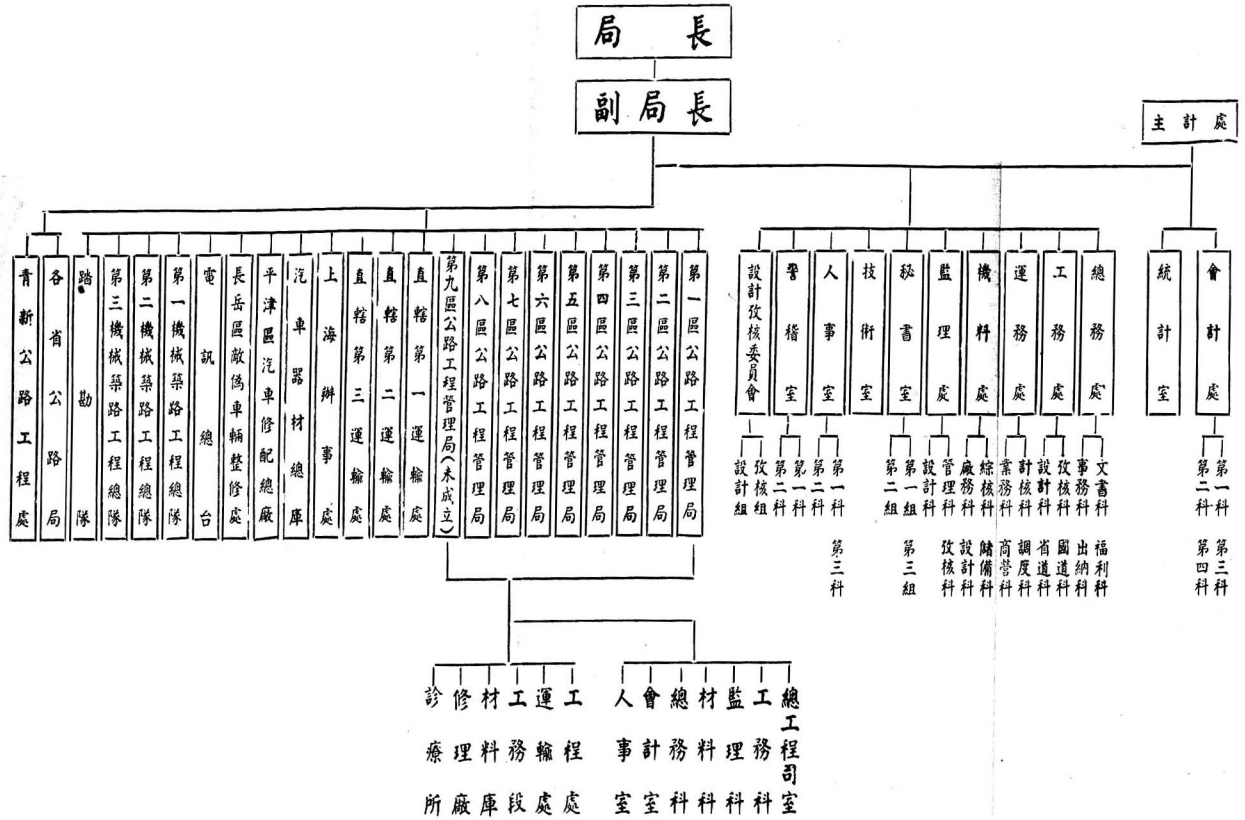 局長
副局長
主計處
會計處
第一科 第三科
第二科 第四科
統計室
總務處
文書科 福利科
事務科 出納科
工務處
攷核科 國道科
設計科 省道科
運務處
計核科 調度科
業務科 商營科
機料處
綜核科 儲備科
廠務科 設計科
監理處
管理科 攷核科
設計科
秘書室
第一組 第三組
第二組
技術室
人事室
第一科 第三科
第二科
警稽室
第一科
第二科
設計攷核委員會
攷核組
設計組
第一區公路工程管理局
第二區公路工程管理局
第三區公路工程管理局
第四區公路工程管理局
第五區公路工程管理局
第六區公路工程管理局
第七區公路工程管理局
第八區公路工程管理局
第九區公路工程管理局(未成立)
直轄第一運輸處
直轄第二運輸處
直轄第三運輸處
上海辦事處
汽車器材總庫
平津區汽車修配總廠
長岳區敵偽車輛整修處
電訊總台
第一機械築路工程總隊
第二機械築路工程總隊
第三機械築路工程總隊
踏勘隊
各省公路局
青新公路工程處
總工程司室
工務科
監理科
材料科
總務科
會計室
人事室
工程處
運輸處
工務段
材料庫
修理廠
診療所